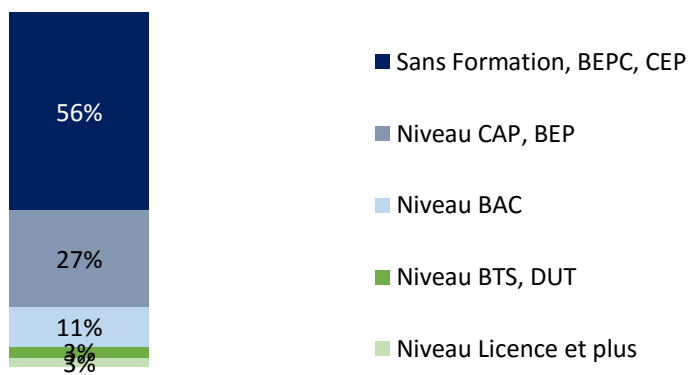 56%
27%
11%
3%
3%
Sans Formation, BEPC, CEP
Niveau CAP, BEP
Niveau BAC
Niveau BTS, DUT
Niveau Licence et plus